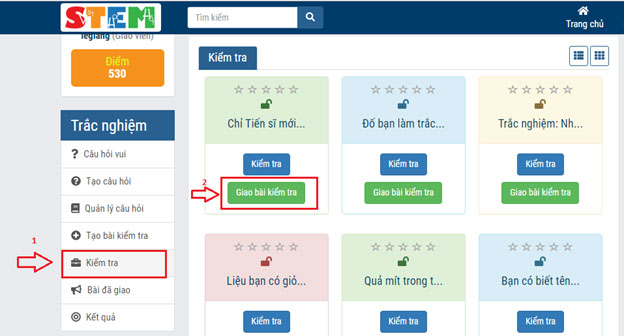 STEM
Tìm kiếm
Trang chủ
legiang (Giáo viên)
Điểm
530
Trắc nghiệm
Câu hỏi vui
Tạo câu hỏi
Quản lý câu hỏi
Tạo bài kiểm tra
1
Kiểm tra
Bài đã giao
Kết quả
Kiểm tra
Chỉ Tiến sĩ mới...
Kiểm tra
2
Giao bài kiểm tra
Đố bạn làm trắc...
Kiểm tra
Giao bài kiểm tra
Trắc nghiệm: Nh...
Kiểm tra
Giao bài kiểm tra
Liệu bạn có giỏ...
Kiểm tra
Quả mít trong t...
Kiểm tra
Bạn có biết tên...
Kiểm tra